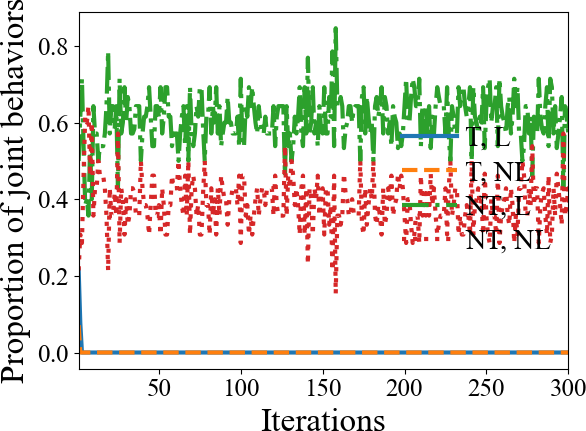 Proportion of joint behaviors
0.8
0.6
0.4
0.2
0.0
T, L
T, NL
NT, L
NT, NL
50
100
150
200
250
300
Iterations